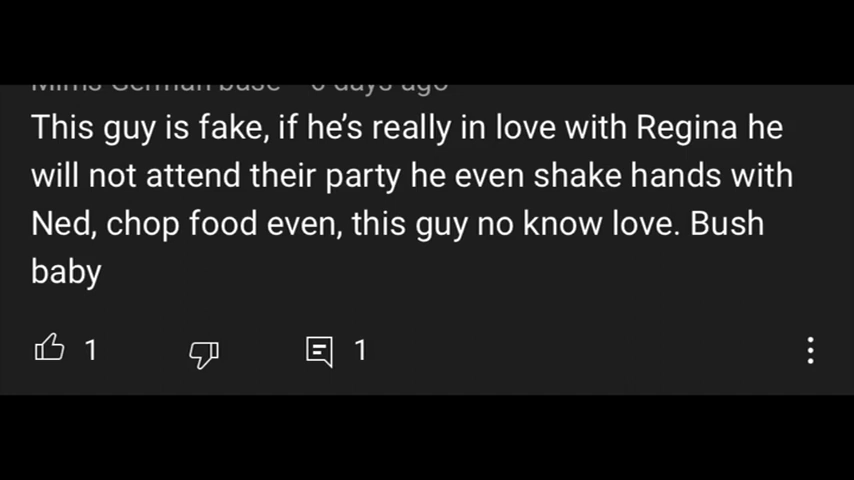 This guy is fake, if he's really in love with Regina he
will not attend their party he even shake hands with
Ned, chop food even, this guy no know love. Bush
baby
1
1